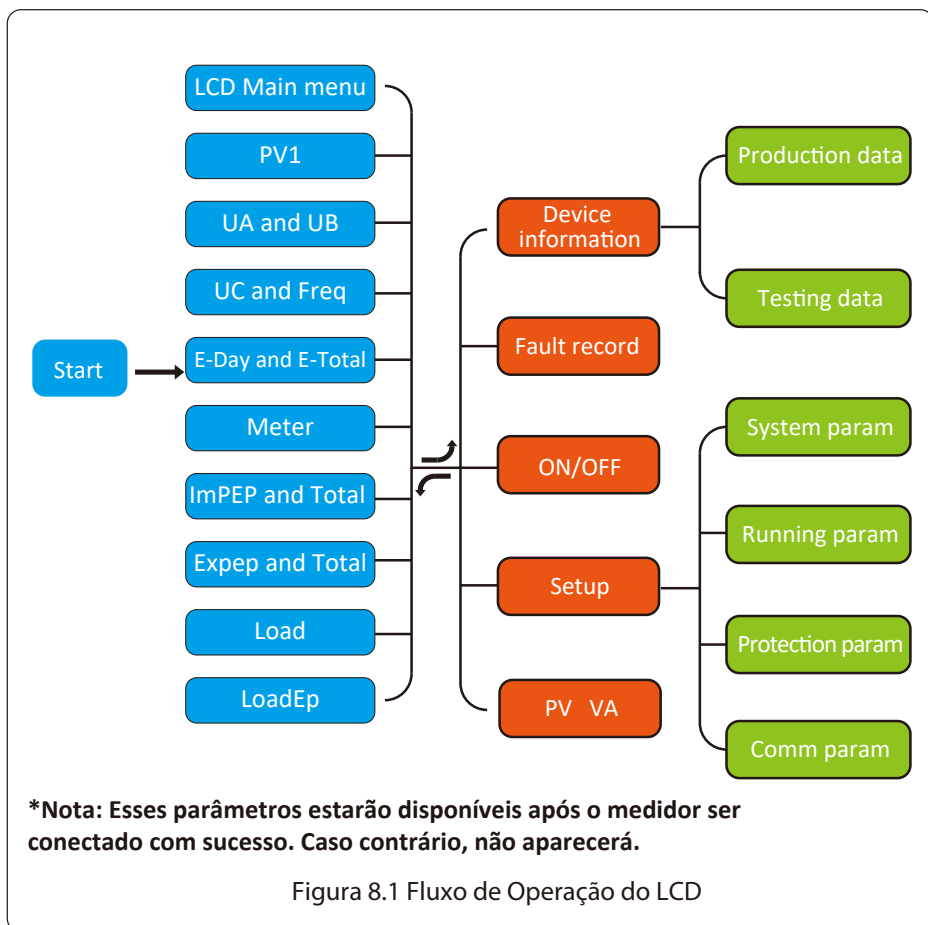 Start
LCD Main menu
PV1
UA and UB
UC and Freq
E-Day and E-Total
Meter
ImPEP and Total
Expep and Total
Load
LoadEp
Device
information
Fault record
ON/OFF
Setup
PV VA
Production data
Testing data
System param
Running param
Protection param
Comm param
*Nota: Esses parâmetros estarão disponíveis após o medidor ser
conectado com sucesso. Caso contrário, não aparecerá.
Figura 8.1 Fluxo de Operação do LCD